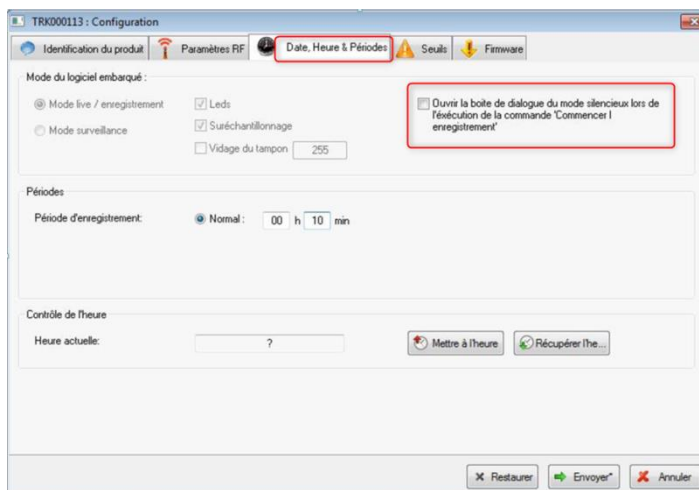 TRK000113 : Configuration
Identification du produit
Paramètres RF
Date, Heure & Périodes
Seuils
Firmware
Mode du logiciel embarqué :
Mode live / enregistrement
Leds
Ouvrir la boite de dialogue du mode silencieux lors de
l'éxécution de la commande 'Commencer l
enregistrement'
Mode surveillance
Suréchantillonnage
Vidage du tampon 255
Périodes
Période d'enregistrement:
Normal : 00 h 10 min
Contrôle de l'heure
Heure actuelle: ?
Mettre à l'heure
Récupérer l'he...
Restaurer
Envoyer*
Annuler